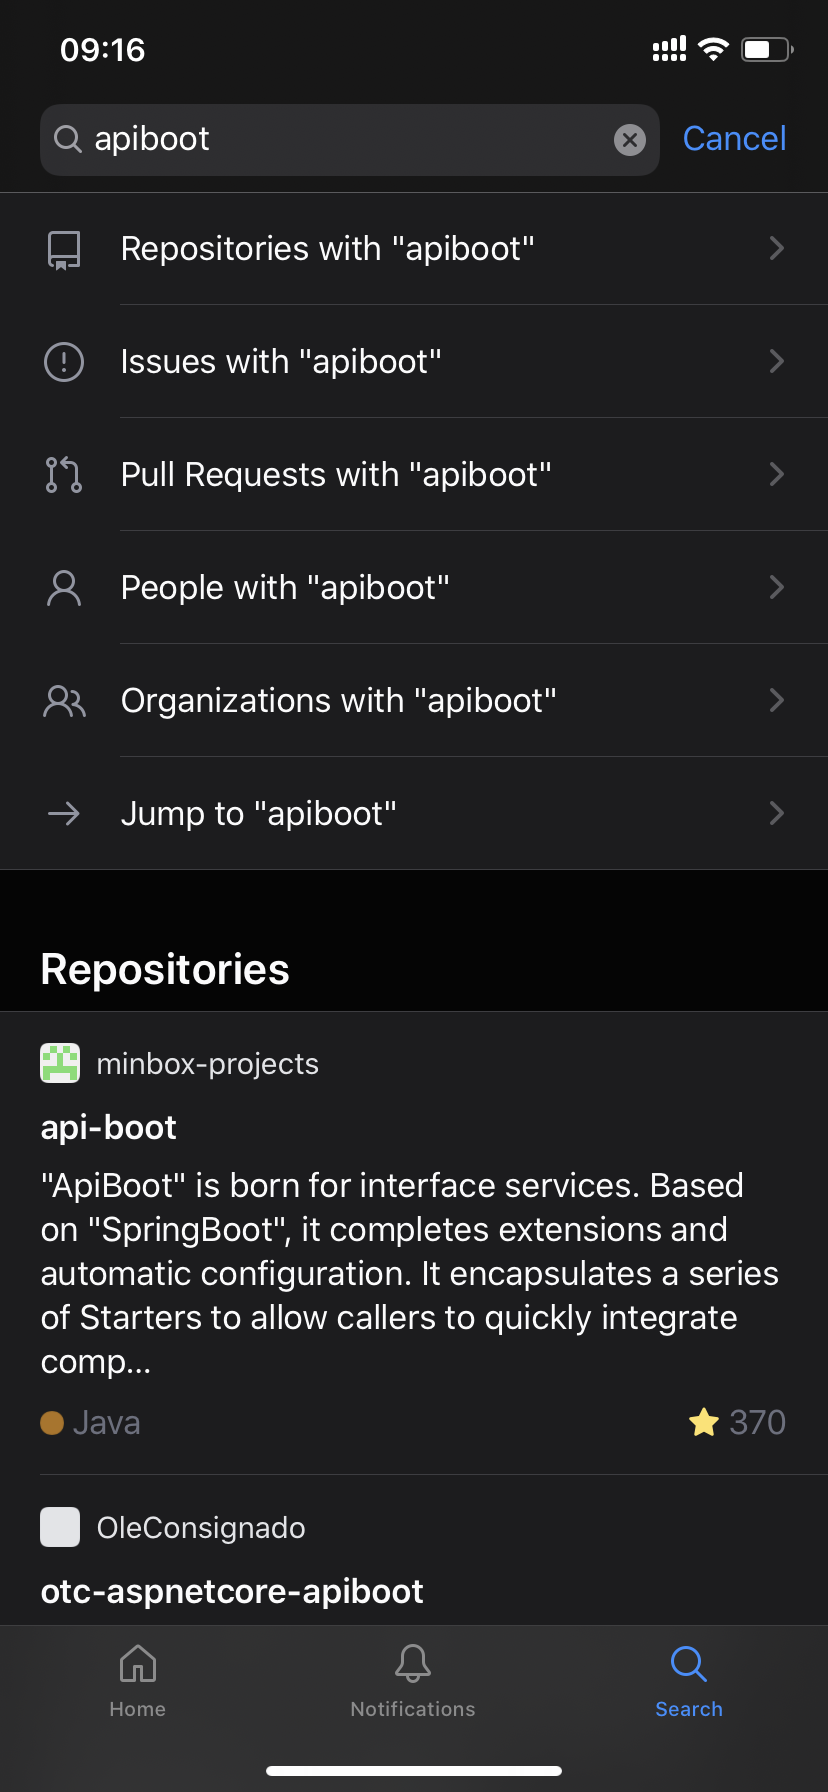 09:16
apiboot
Cancel
Repositories with "apiboot"
Issues with "apiboot"
Pull Requests with "apiboot"
People with "apiboot"
Organizations with "apiboot"
Jump to "apiboot"
Repositories
minbox-projects
api-boot
"ApiBoot" is born for interface services. Based
on "SpringBoot", it completes extensions and
automatic configuration. It encapsulates a series
of Starters to allow callers to quickly integrate
comp...
Java
370
OleConsignado
otc-aspnetcore-apiboot
Home
Notifications
Search